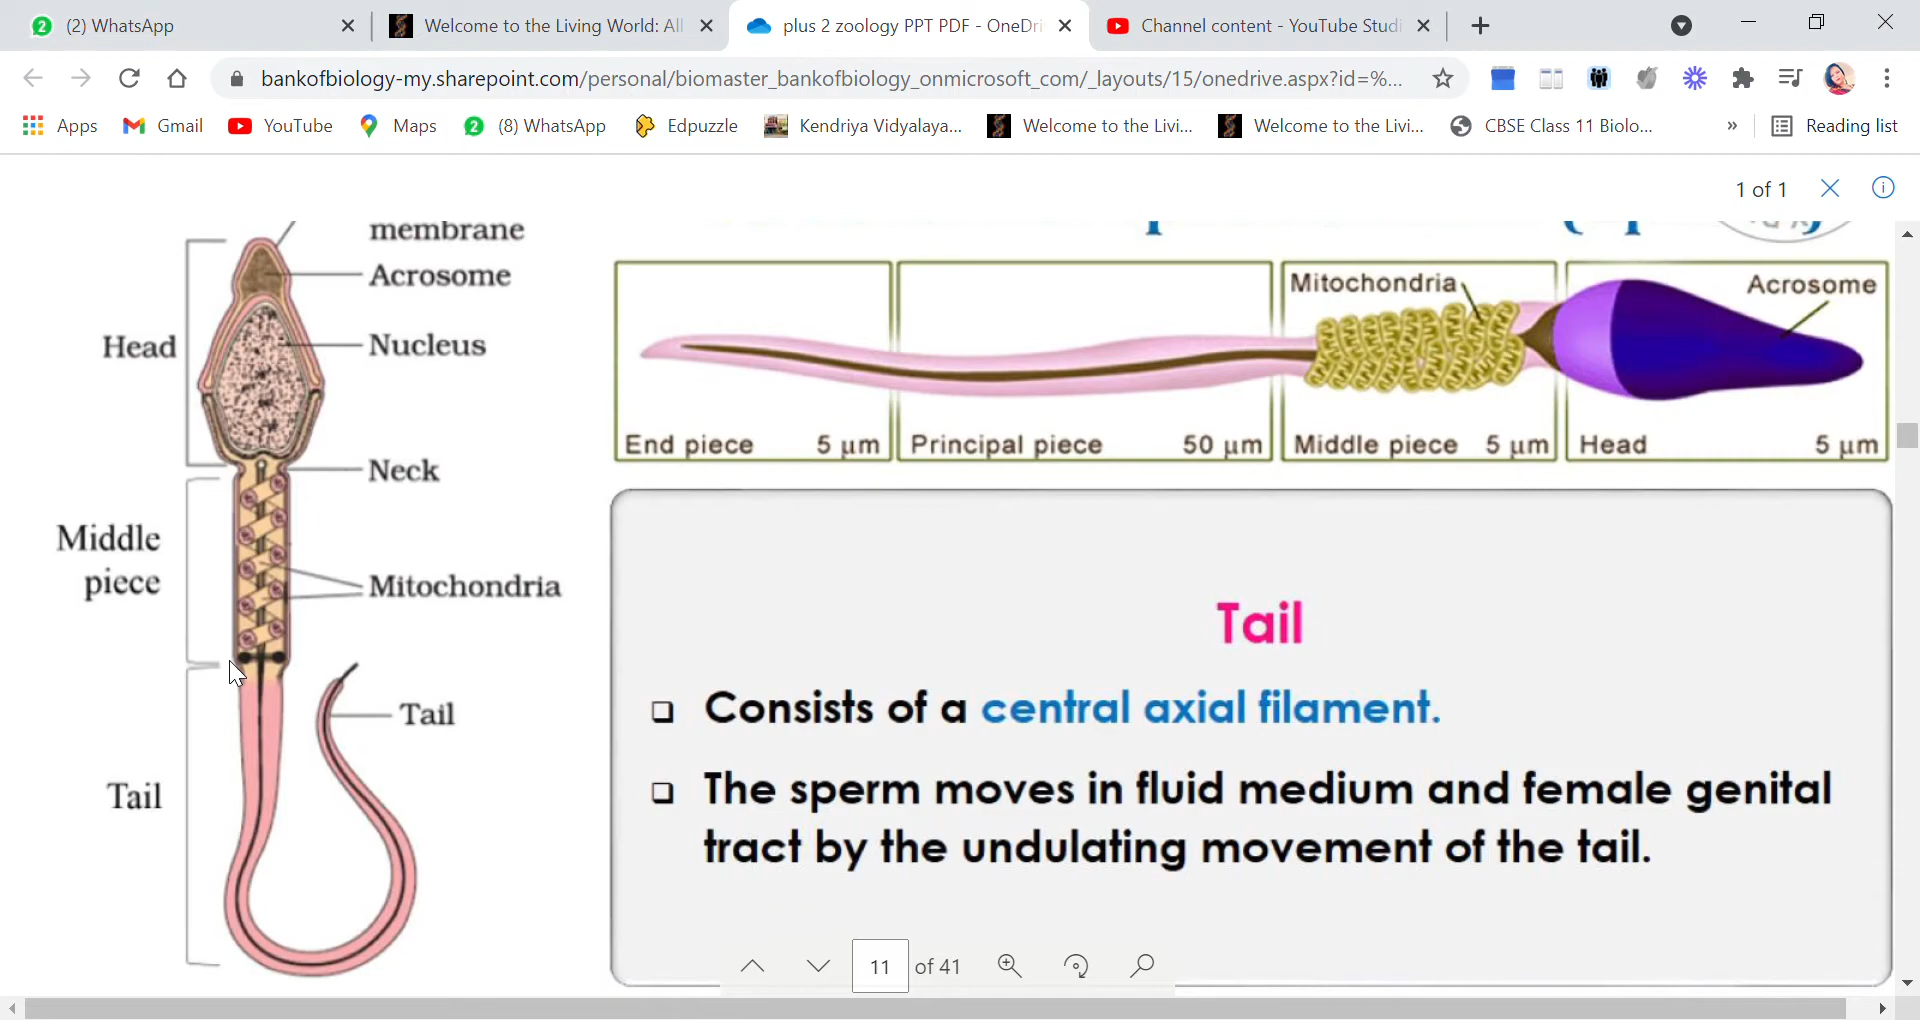 (2) WhatsApp
Welcome to the Living World: All
plus 2 zoology PPT PDF - OneDri
Channel content - YouTube Studi
bankofbiology-my.sharepoint.com/personal/biomaster_bankofbiology_onmicrosoft_com/_layouts/15/onedrive.aspx?id=%...
Apps
Gmail
YouTube
Maps
(8) WhatsApp
Edpuzzle
Kendriya Vidyalaya...
Welcome to the Livi...
Welcome to the Livi...
CBSE Class 11 Biolo...
»
Reading list
1 of 1
membrane
Acrosome
Head
Nucleus
Neck
Middle
piece
Mitochondria
Tail
Tail
Mitochondria
Acrosome
End piece 5 µm
Principal piece 50 µm
Middle piece 5 µm
Head 5 µm
Tail
Consists of a central axial filament.
The sperm moves in fluid medium and female genital
tract by the undulating movement of the tail.
11 of 41